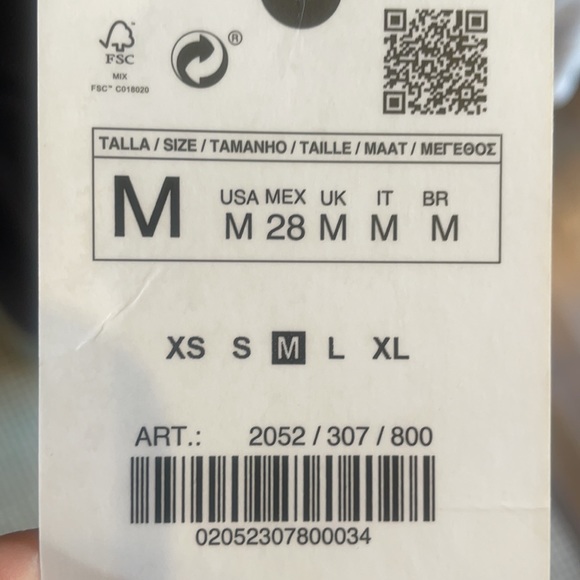 FSC
MIX
FSC™ C018020
®
TALLA / SIZE / TAMANHO / TAILLE / MAAT / ΜΕΓΕΘΟΣ
M
USA MEX UK IT BR
M 28 M M M
XS S M L XL
ART.: 2052 / 307 / 800
02052307800034